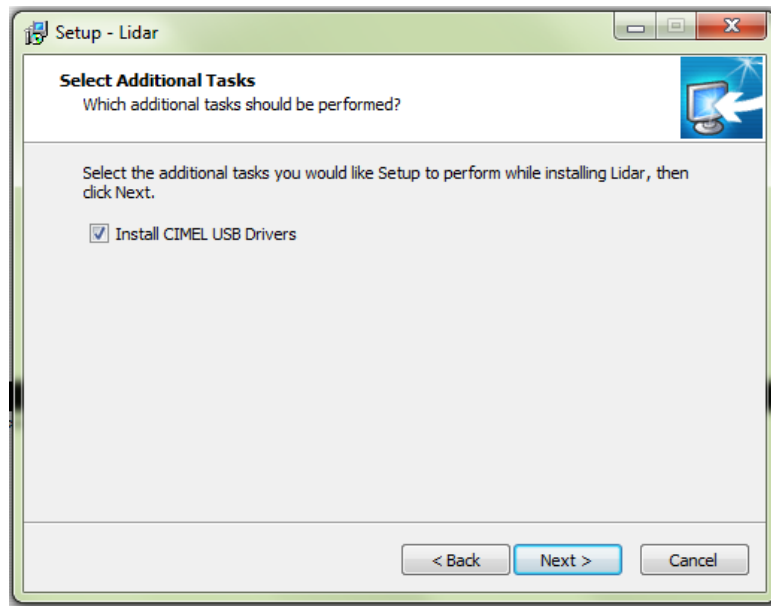 Setup - Lidar
Select Additional Tasks
Which additional tasks should be performed?
Select the additional tasks you would like Setup to perform while installing Lidar, then
click Next.
Install CIMEL USB Drivers
< Back Next > Cancel